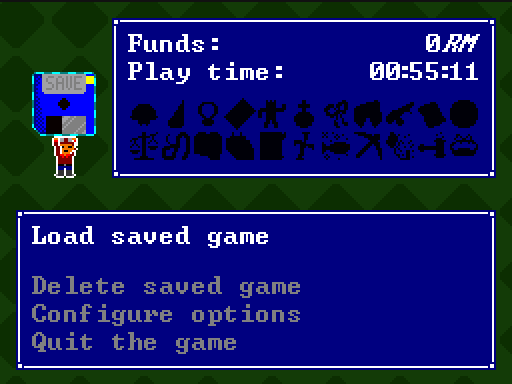 SAVE
Funds: 0RM
Play time: 00:55:11
Load saved game
Delete saved game
Configure options
Quit the game